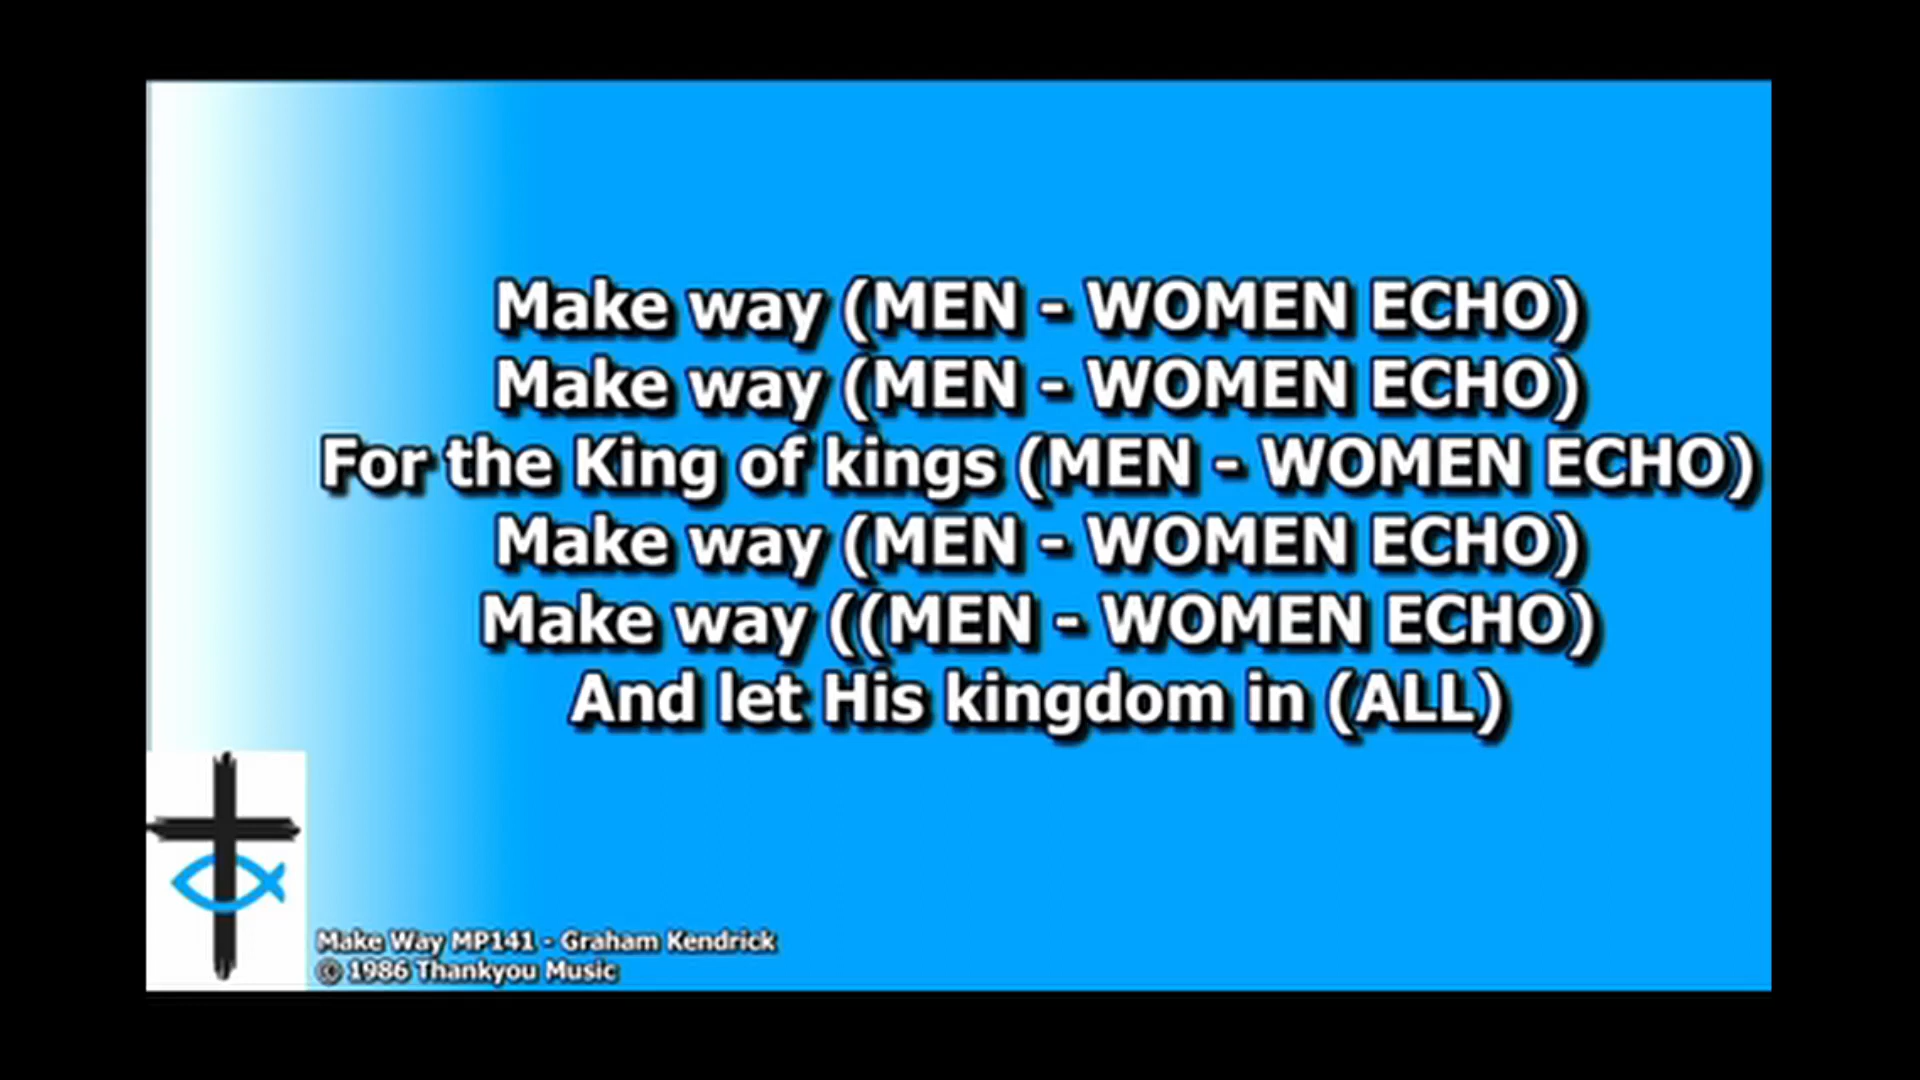 Make way (MEN - WOMEN ECHO)
Make way (MEN - WOMEN ECHO)
For the King of kings (MEN - WOMEN ECHO)
Make way (MEN - WOMEN ECHO)
Make way ((MEN - WOMEN ECHO)
And let His kingdom in (ALL)
Make Way MP141 - Graham Kendrick
© 1986 Thankyou Music